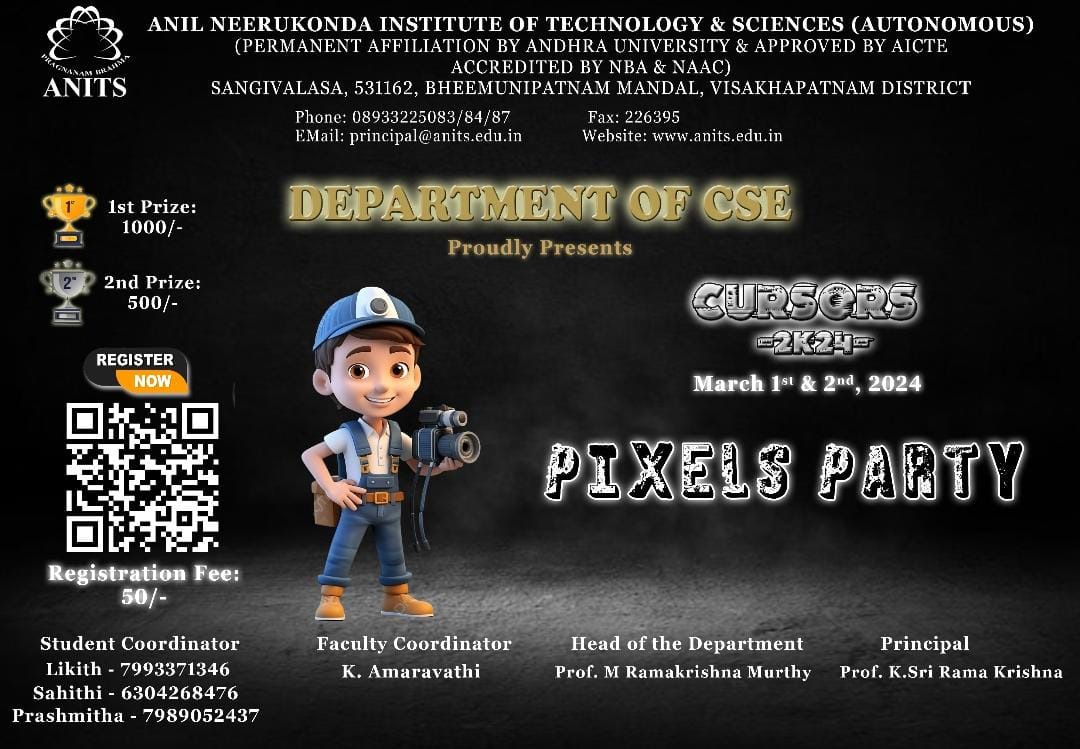 ANIL NEERUKONDA INSTITUTE OF TECHNOLOGY & SCIENCES (AUTONOMOUS)
(PERMANENT AFFILIATION BY ANDHRA UNIVERSITY & APPROVED BY AICTE
ACCREDITED BY NBA & NAAC)
SANGIVALASA, 531162, BHEEMUNIPATNAM MANDAL, VISAKHAPATNAM DISTRICT
PRAGNANAM BRAHMA
ANITS
Phone: 08933225083/84/87 Fax: 226395
EMail: principal@anits.edu.in Website: www.anits.edu.in
DEPARTMENT OF CSE
Proudly Presents
1st
1st Prize:
1000/-
2nd Prize:
500/-
CURSORS
-2K24-
March 1st & 2nd, 2024
PIXELS PARTY
REGISTER
NOW
Registration Fee:
50/-
Student Coordinator
Likith - 7993371346
Sahithi - 6304268476
Prashmitha - 7989052437
Faculty Coordinator
K. Amaravathi
Head of the Department
Prof. M Ramakrishna Murthy
Principal
Prof. K.Sri Rama Krishna